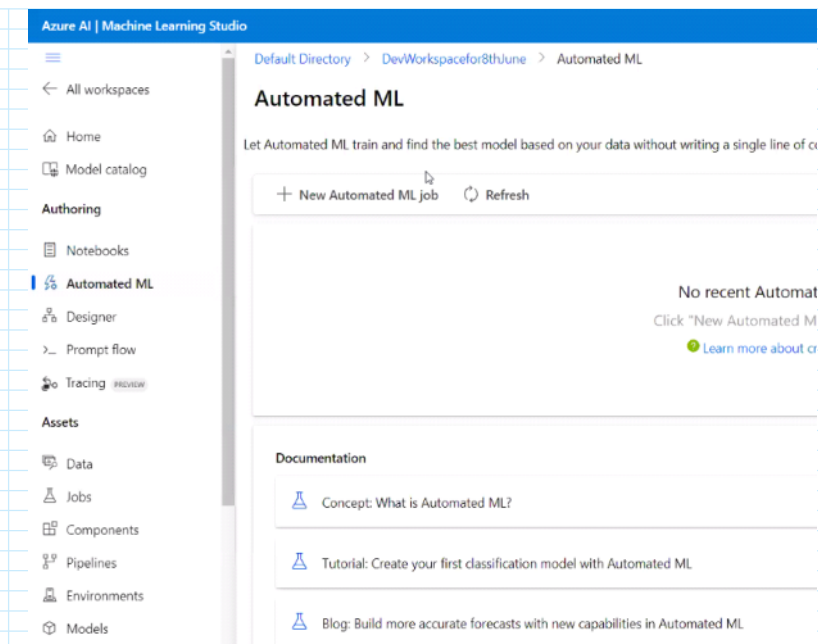 Azure AI | Machine Learning Studio
All workspaces
Home
Model catalog
Authoring
Notebooks
Automated ML
Designer
Prompt flow
Tracing PREVIEW
Assets
Data
Jobs
Components
Pipelines
Environments
Models
Default Directory > DevWorkspacefor8thJune > Automated ML
Automated ML
Let Automated ML train and find the best model based on your data without writing a single line of
+ New Automated ML job Refresh
No recent Automat
Click "New Automated M
Learn more about cr
Documentation
Concept: What is Automated ML?
Tutorial: Create your first classification model with Automated ML
Blog: Build more accurate forecasts with new capabilities in Automated ML